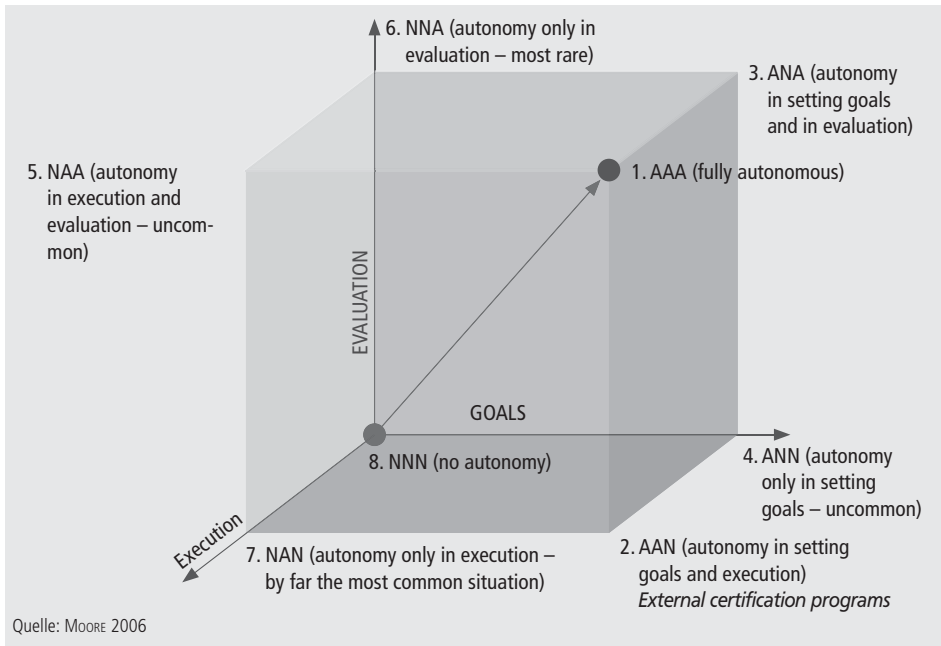 6. NNA (autonomy only in
evaluation – most rare)
3. ANA (autonomy
in setting goals
and in evaluation)
5. NAA (autonomy
in execution and
evaluation – uncom-
mon)
1. AAA (fully autonomous)
EVALUATION
GOALS
8. NNN (no autonomy)
4. ANN (autonomy
only in setting
goals – uncommon)
Execution
7. NAN (autonomy only in execution –
by far the most common situation)
2. AAN (autonomy in setting
goals and execution)
External certification programs
Quelle: MOORE 2006